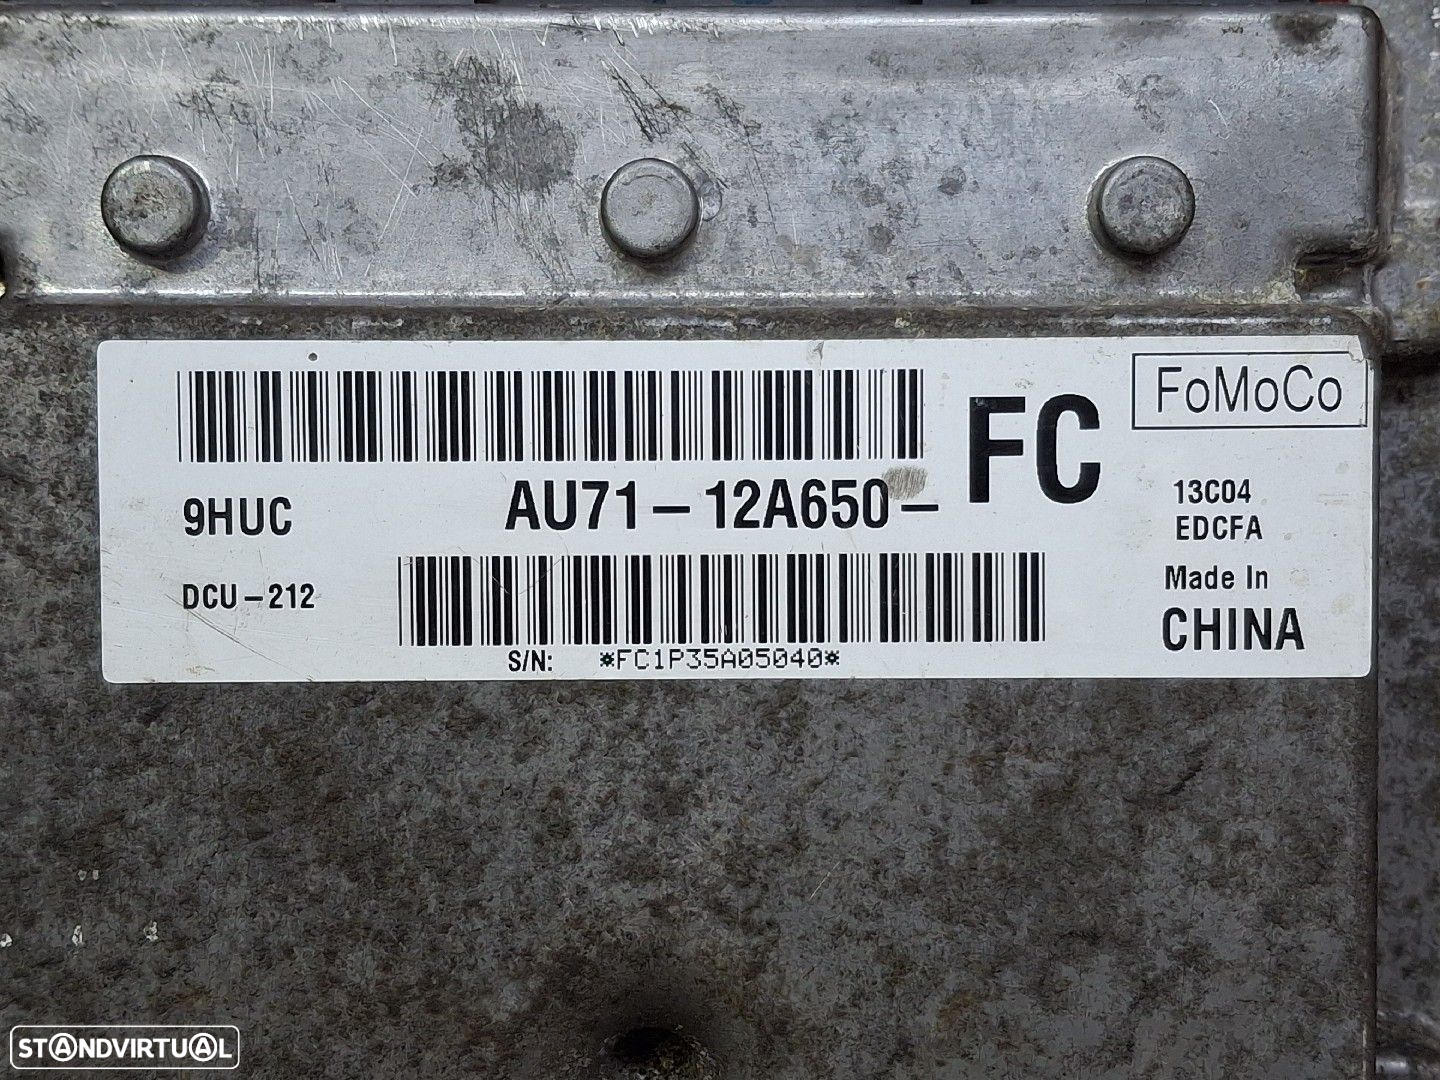 FoMoCo
AU71-12A650-FC
9HUC
13C04
EDCFA
DCU-212
Made In
CHINA
S/N: *FC1P35A05040*
STANDVIRTUAL